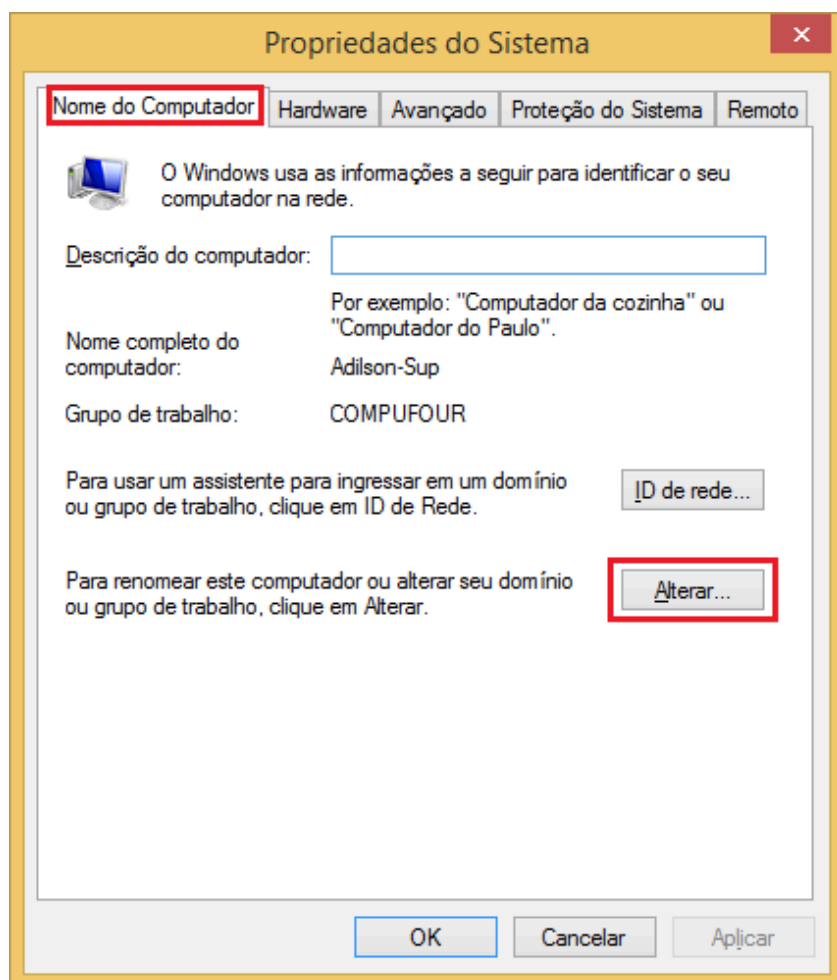 Propriedades do Sistema
Nome do Computador Hardware Avançado Proteção do Sistema Remoto
O Windows usa as informações a seguir para identificar o seu
computador na rede.
Descrição do computador:
Por exemplo: "Computador da cozinha" ou
"Computador do Paulo".
Nome completo do
computador:
Adilson-Sup
Grupo de trabalho: COMPUFOUR
Para usar um assistente para ingressar em um domínio
ou grupo de trabalho, clique em ID de Rede.
ID de rede...
Para renomear este computador ou alterar seu domínio
ou grupo de trabalho, clique em Alterar.
Alterar...
OK Cancelar Aplicar